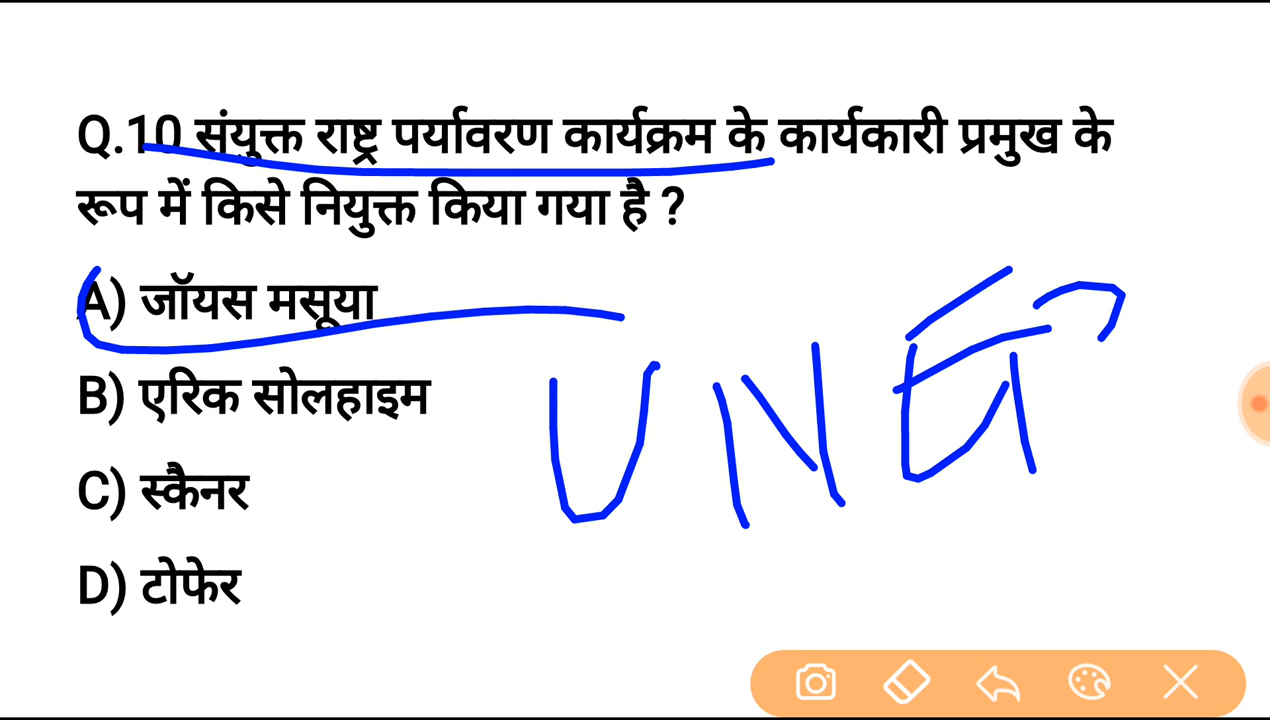 Q.10 संयुक्त राष्ट्र पर्यावरण कार्यक्रम के कार्यकारी प्रमुख के
रूप में किसे नियुक्त किया गया है ?
A) जॉयस मसूया
B) एरिक सोलहाइम
UNEP
C) स्कैनर
D) टोफेर